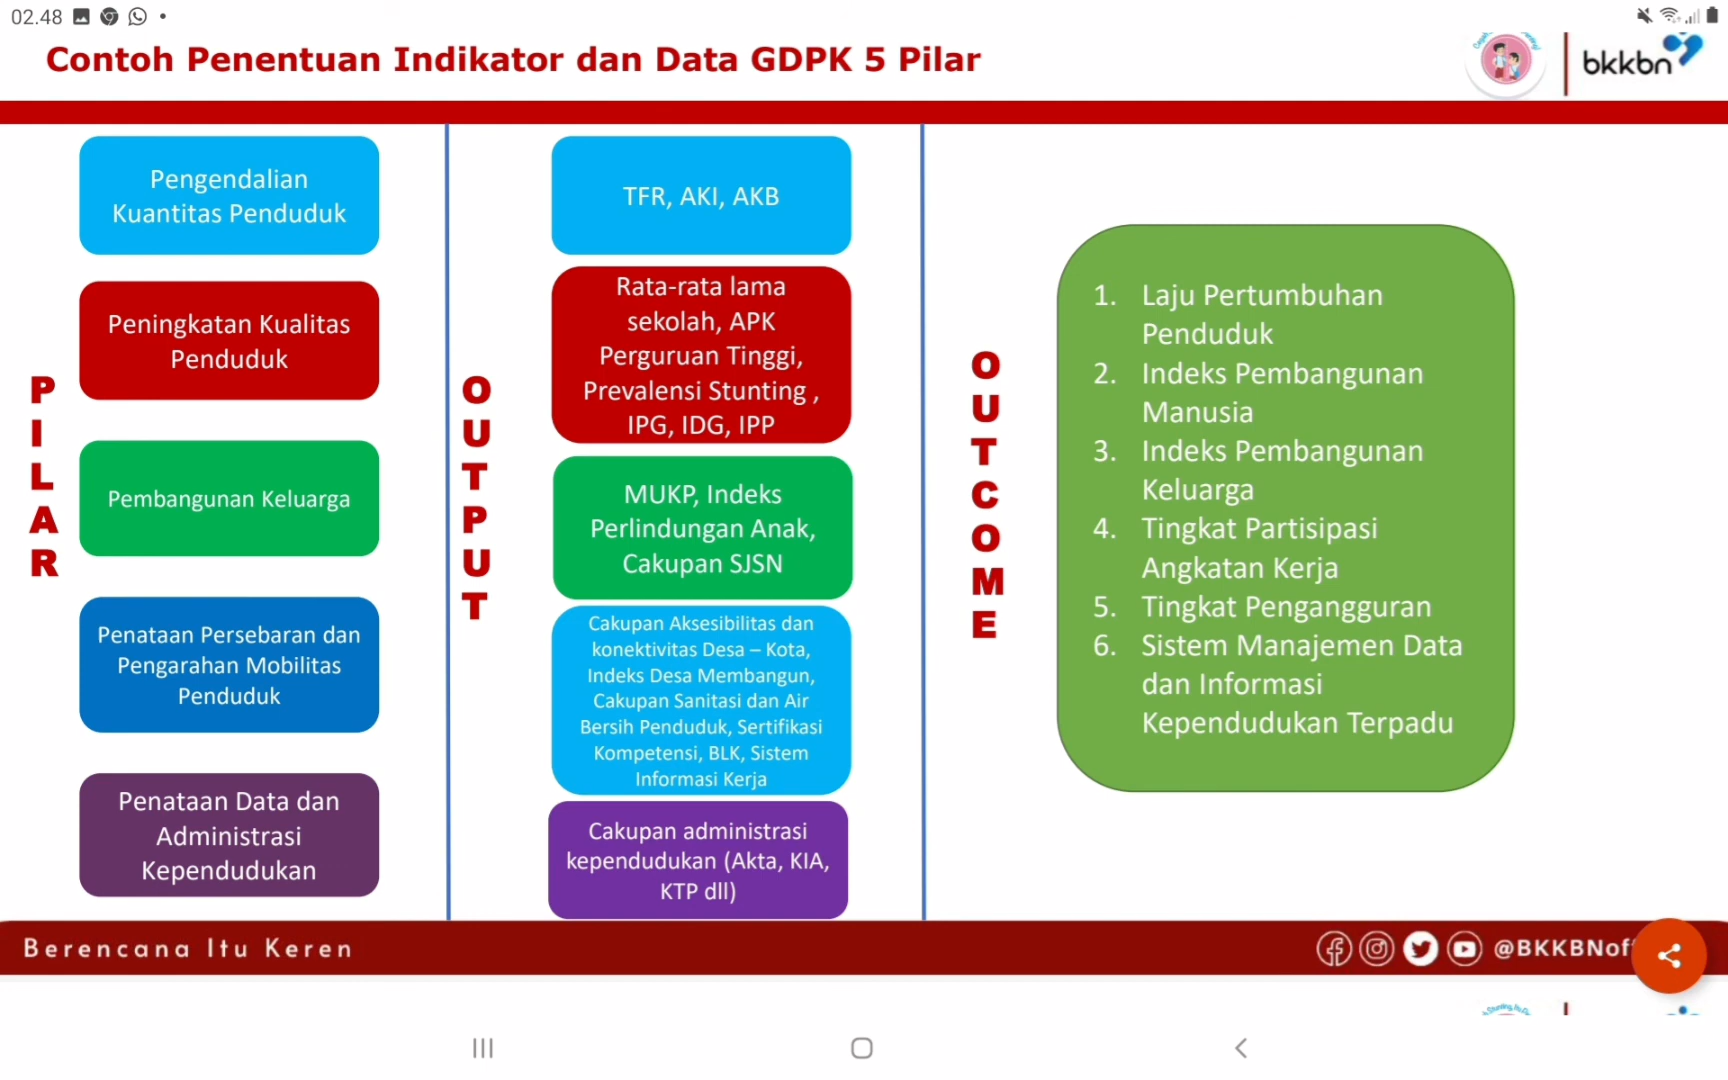 02.48
Contoh Penentuan Indikator dan Data GDPK 5 Pilar
bkkbn
PILAR
Pengendalian
Kuantitas Penduduk
Peningkatan Kualitas
Penduduk
Pembangunan Keluarga
Penataan Persebaran dan
Pengarahan Mobilitas
Penduduk
Penataan Data dan
Administrasi
Kependudukan
OUTPUT
TFR, AKI, AKB
Rata-rata lama
sekolah, APK
Perguruan Tinggi,
Prevalensi Stunting ,
IPG, IDG, IPP
MUKP, Indeks
Perlindungan Anak,
Cakupan SJSN
Cakupan Aksesibilitas dan
konektivitas Desa – Kota,
Indeks Desa Membangun,
Cakupan Sanitasi dan Air
Bersih Penduduk, Sertifikasi
Kompetensi, BLK, Sistem
Informasi Kerja
Cakupan administrasi
kependudukan (Akta, KIA,
KTP dll)
OUTCOME
1. Laju Pertumbuhan
Penduduk
2. Indeks Pembangunan
Manusia
3. Indeks Pembangunan
Keluarga
4. Tingkat Partisipasi
Angkatan Kerja
5. Tingkat Pengangguran
6. Sistem Manajemen Data
dan Informasi
Kependudukan Terpadu
Berencana Itu Keren
@BKKBNof